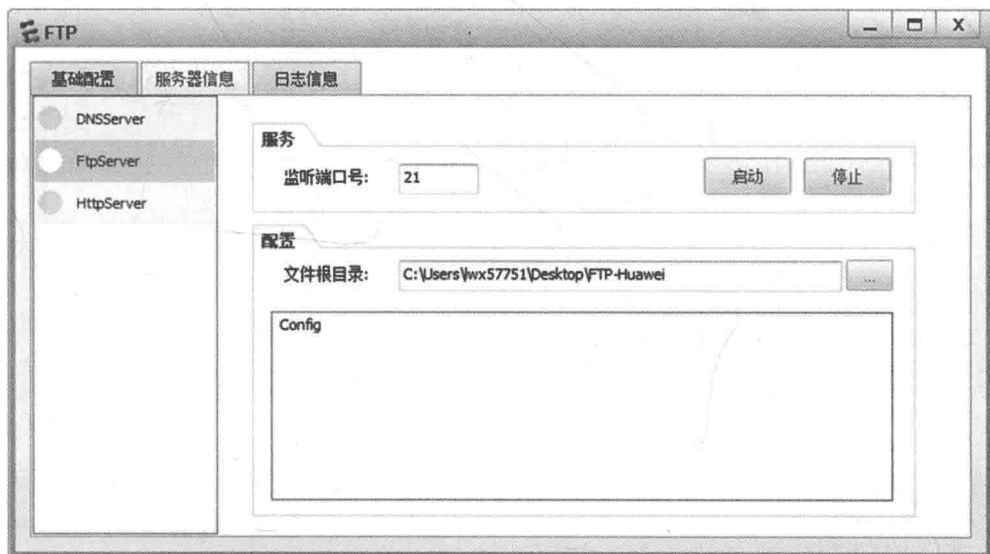 FTP
基础配置 服务器信息 日志信息
DNSServer
FtpServer
HttpServer
服务
监听端口号: 21 启动 停止
配置
文件根目录: C:\Users\lwx57751\Desktop\FTP-Huawei ...
Config